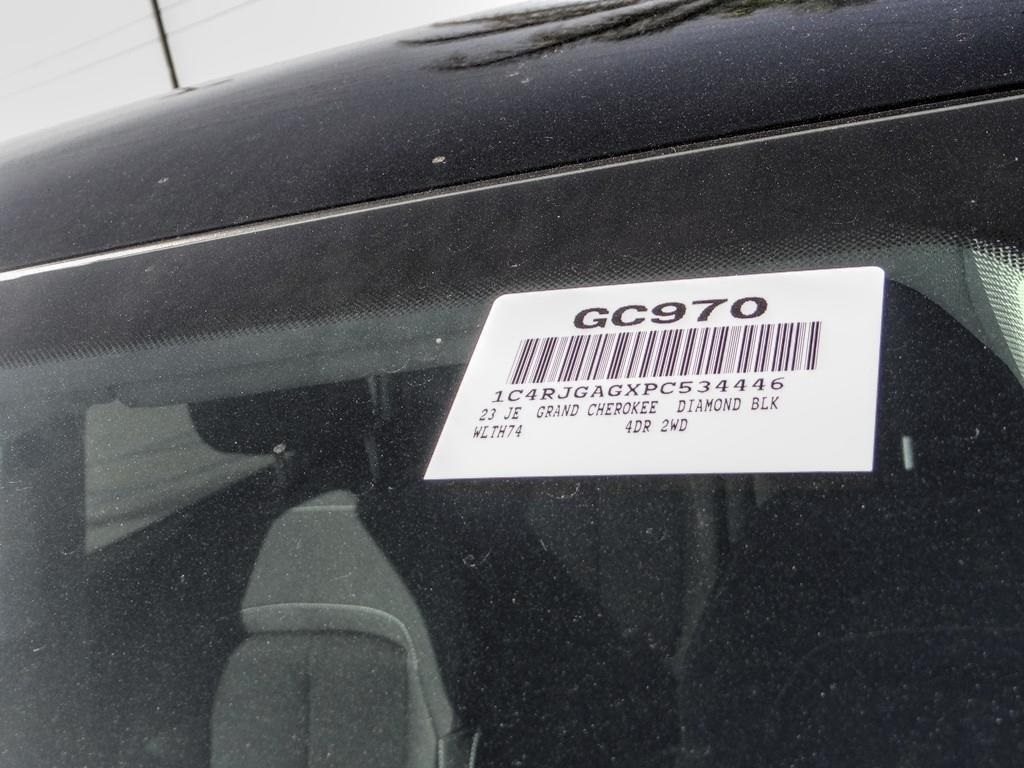 GC970
1C4RJGAGXPC534446
23 JE GRAND CHEROKEE DIAMOND BLK
WLTH74 4DR 2WD